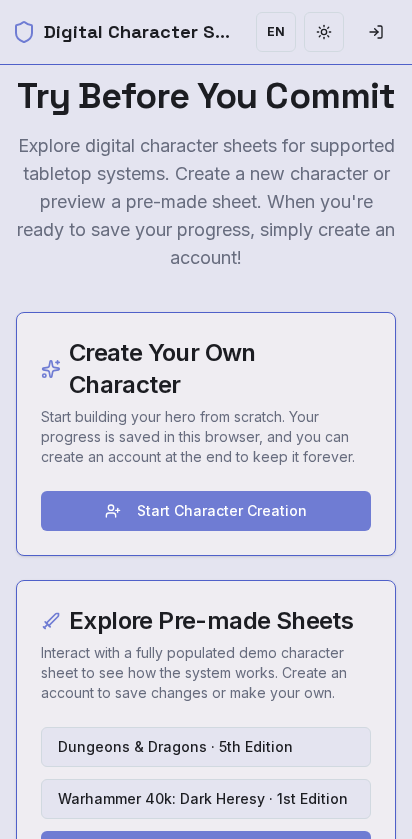 Digital Character S...
EN
Try Before You Commit
Explore digital character sheets for supported
tabletop systems. Create a new character or
preview a pre-made sheet. When you're
ready to save your progress, simply create an
account!
Create Your Own
Character
Start building your hero from scratch. Your
progress is saved in this browser, and you can
create an account at the end to keep it forever.
Start Character Creation
Explore Pre-made Sheets
Interact with a fully populated demo character
sheet to see how the system works. Create an
account to save changes or make your own.
Dungeons & Dragons · 5th Edition
Warhammer 40k: Dark Heresy · 1st Edition